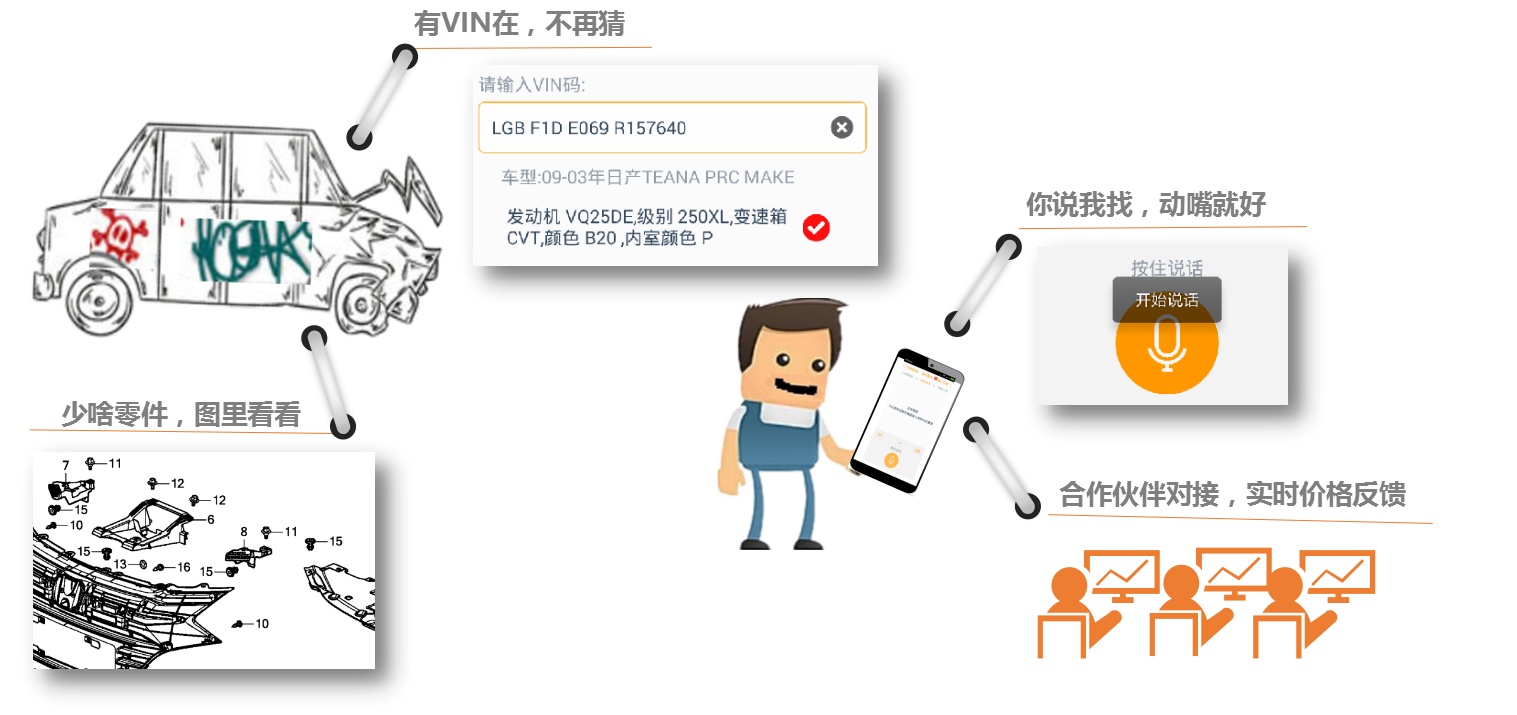 有VIN在，不再猜
请输入VIN码:
LGB F1D E069 R157640
车型:09-03年日产TEANA PRC MAKE
发动机 VQ25DE,级别 250XL,变速箱
CVT,颜色 B20 ,内室颜色 P
你说我找，动嘴就好
按住说话
开始说话
少啥零件，图里看看
7
11
12
12
15
6
10
8
11
15
15
13
16
15
10
合作伙伴对接，实时价格反馈